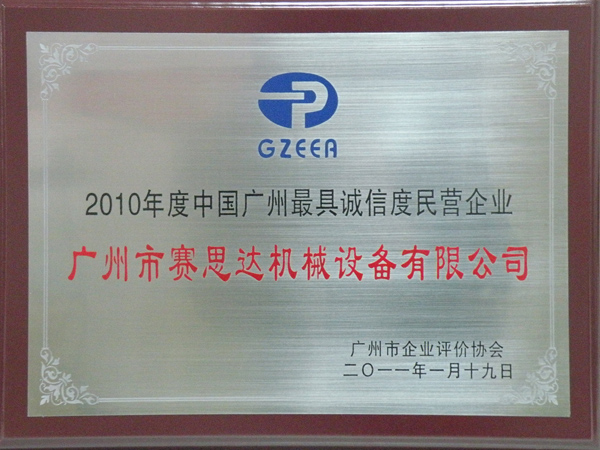 GZEEA
2010年度中国广州最具诚信度民营企业
广州市赛思达机械设备有限公司
广州市企业评价协会
二〇一一年一月十九日